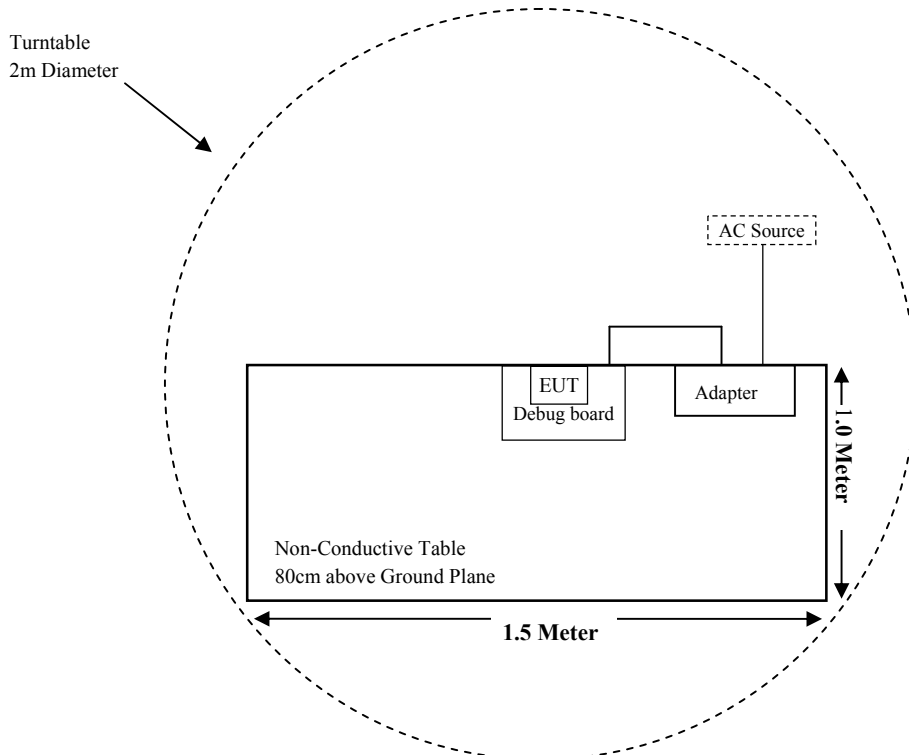 Turntable
2m Diameter
AC Source
EUT
Debug board
Adapter
1.0 Meter
Non-Conductive Table
80cm above Ground Plane
1.5 Meter